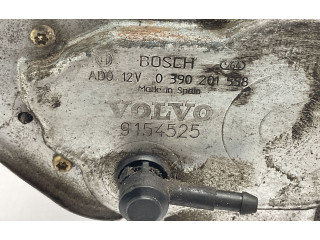 BOSCH
ADO 12V 0 390 201 558
Made in Spain
VOLVO
9154525